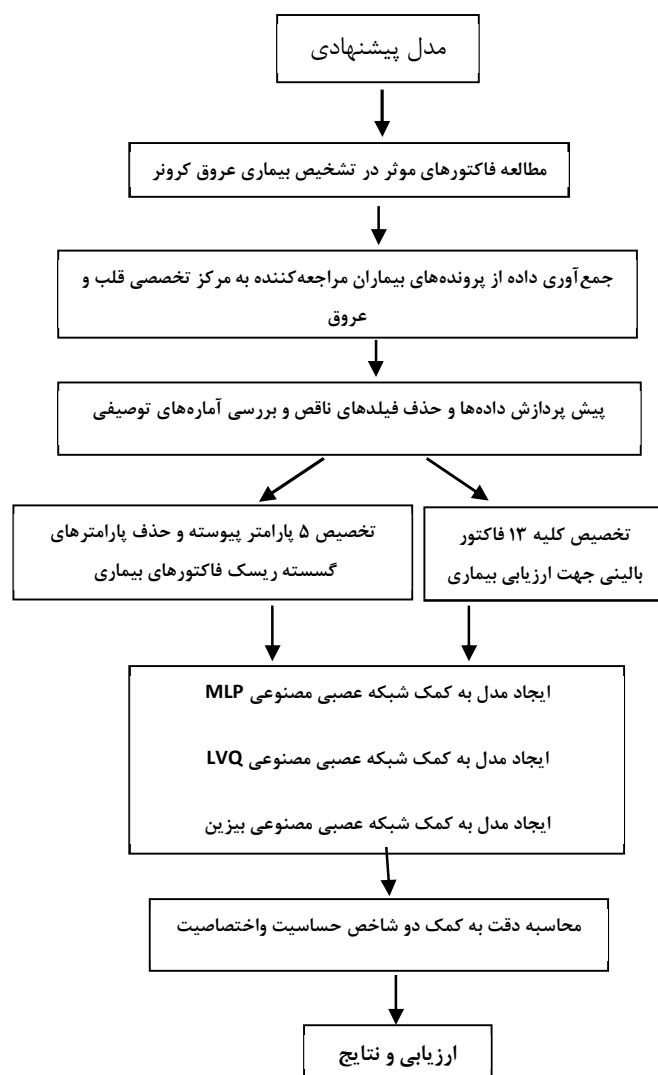 مدل پیشنهادی
مطالعه فاکتورهای موثر در تشخیص بیماری عروق کرونر
جمع‌آوری داده از پرونده‌های بیماران مراجعه‌کننده به مرکز تخصصی قلب و
عروق
پیش پردازش داده‌ها و حذف فیلدهای ناقص و بررسی آماره‌های توصیفی
تخصیص کلیه ۱۳ فاکتور
بالینی جهت ارزیابی بیماری
تخصیص ۵ پارامتر پیوسته و حذف پارامترهای
گسسته ریسک فاکتورهای بیماری
ایجاد مدل به کمک شبکه عصبی مصنوعی MLP
ایجاد مدل به کمک شبکه عصبی مصنوعی LVQ
ایجاد مدل به کمک شبکه عصبی مصنوعی بیزین
محاسبه دقت به کمک دو شاخص حساسیت واختصاصیت
ارزیابی و نتایج